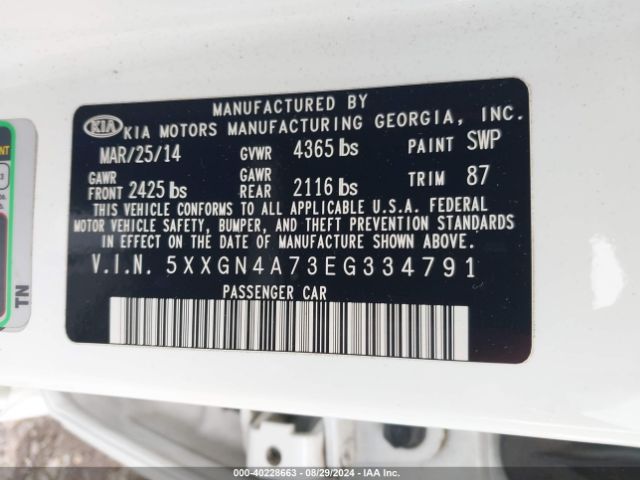 MANUFACTURED BY
KIA KIA MOTORS MANUFACTURING GEORGIA, INC.
MAR/25/14 GVWR 4365 lbs PAINT SWP
GAWR FRONT 2425 lbs GAWR REAR 2116 lbs TRIM 87
THIS VEHICLE CONFORMS TO ALL APPLICABLE U.S.A. FEDERAL
MOTOR VEHICLE SAFETY, BUMPER, AND THEFT PREVENTION STANDARDS
IN EFFECT ON THE DATE OF MANUFACTURE SHOWN ABOVE.
V.I.N. 5XXGN4A73EG334791
PASSENGER CAR
TN
000-40228663 - 08/29/2024 - IAA Inc.